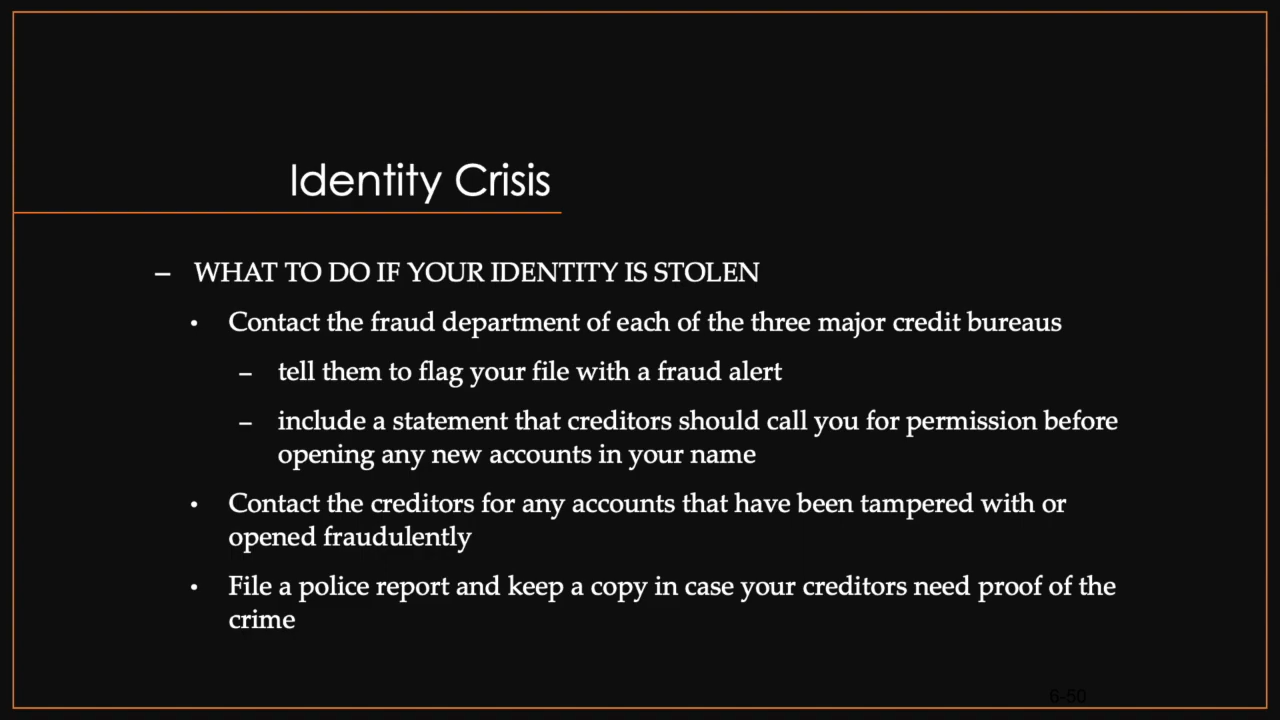 Identity Crisis
– WHAT TO DO IF YOUR IDENTITY IS STOLEN
• Contact the fraud department of each of the three major credit bureaus
– tell them to flag your file with a fraud alert
– include a statement that creditors should call you for permission before
opening any new accounts in your name
• Contact the creditors for any accounts that have been tampered with or
opened fraudulently
• File a police report and keep a copy in case your creditors need proof of the
crime
6-50